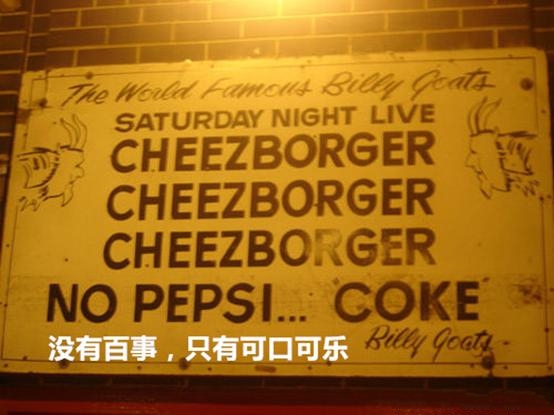 The World Famous Billy Goats
SATURDAY NIGHT LIVE
CHEEZBORGER
CHEEZBORGER
CHEEZBORGER
NO PEPSI... "COKE"
Billy Goats
没有百事，只有可口可乐